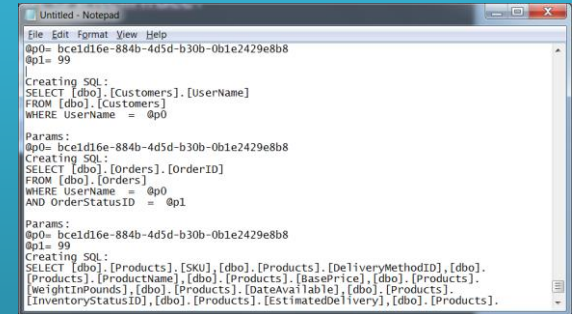 Untitled - Notepad
File Edit Format View Help
@p0= bce1d16e-884b-4d5d-b30b-0b1e2429e8b8
@p1= 99
Creating SQL:
SELECT [dbo].[Customers].[UserName]
FROM [dbo].[Customers]
WHERE UserName = @p0
Params:
@p0= bce1d16e-884b-4d5d-b30b-0b1e2429e8b8
Creating SQL:
SELECT [dbo].[Orders].[OrderID]
FROM [dbo].[Orders]
WHERE UserName = @p0
AND OrderStatusID = @p1
Params:
@p0= bce1d16e-884b-4d5d-b30b-0b1e2429e8b8
@p1= 99
Creating SQL:
SELECT [dbo].[Products].[SKU],[dbo].[Products].[DeliveryMethodID],[dbo].
[Products].[ProductName],[dbo].[Products].[BasePrice],[dbo].[Products].
[WeightInPounds],[dbo].[Products].[DateAvailable],[dbo].[Products].
[InventoryStatusID],[dbo].[Products].[EstimatedDelivery],[dbo].[Products].